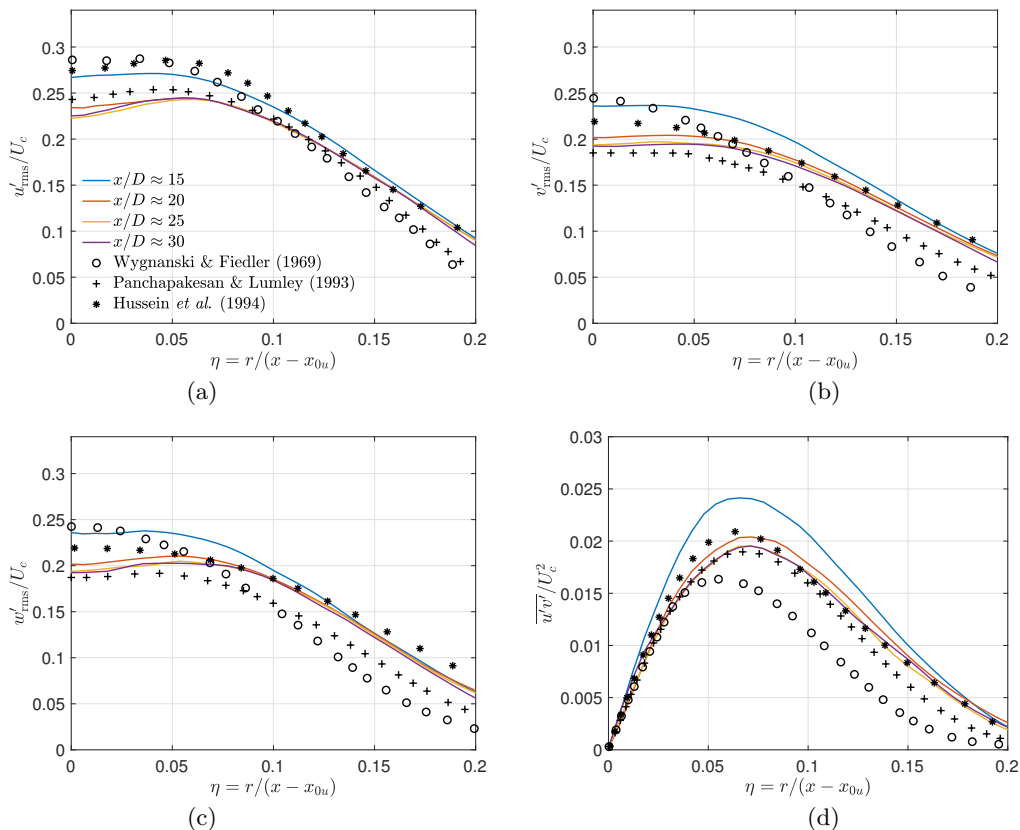 0.3
0.25
0.2
0.15
0.1
0.05
0
u′rms/Uc
x/D ≈ 15
x/D ≈ 20
x/D ≈ 25
x/D ≈ 30
Wygnanski & Fiedler (1969)
Panchapakesan & Lumley (1993)
Hussein et al. (1994)
0 0.05 0.1 0.15 0.2
η = r/(x − x0u)
(a)
0.3
0.25
0.2
0.15
0.1
0.05
0
v′rms/Uc
0 0.05 0.1 0.15 0.2
η = r/(x − x0u)
(b)
0.3
0.25
0.2
0.15
0.1
0.05
0
w′rms/Uc
0 0.05 0.1 0.15 0.2
η = r/(x − x0u)
(c)
0.03
0.025
0.02
0.015
0.01
0.005
0
u′v′/Uc²
0 0.05 0.1 0.15 0.2
η = r/(x − x0u)
(d)